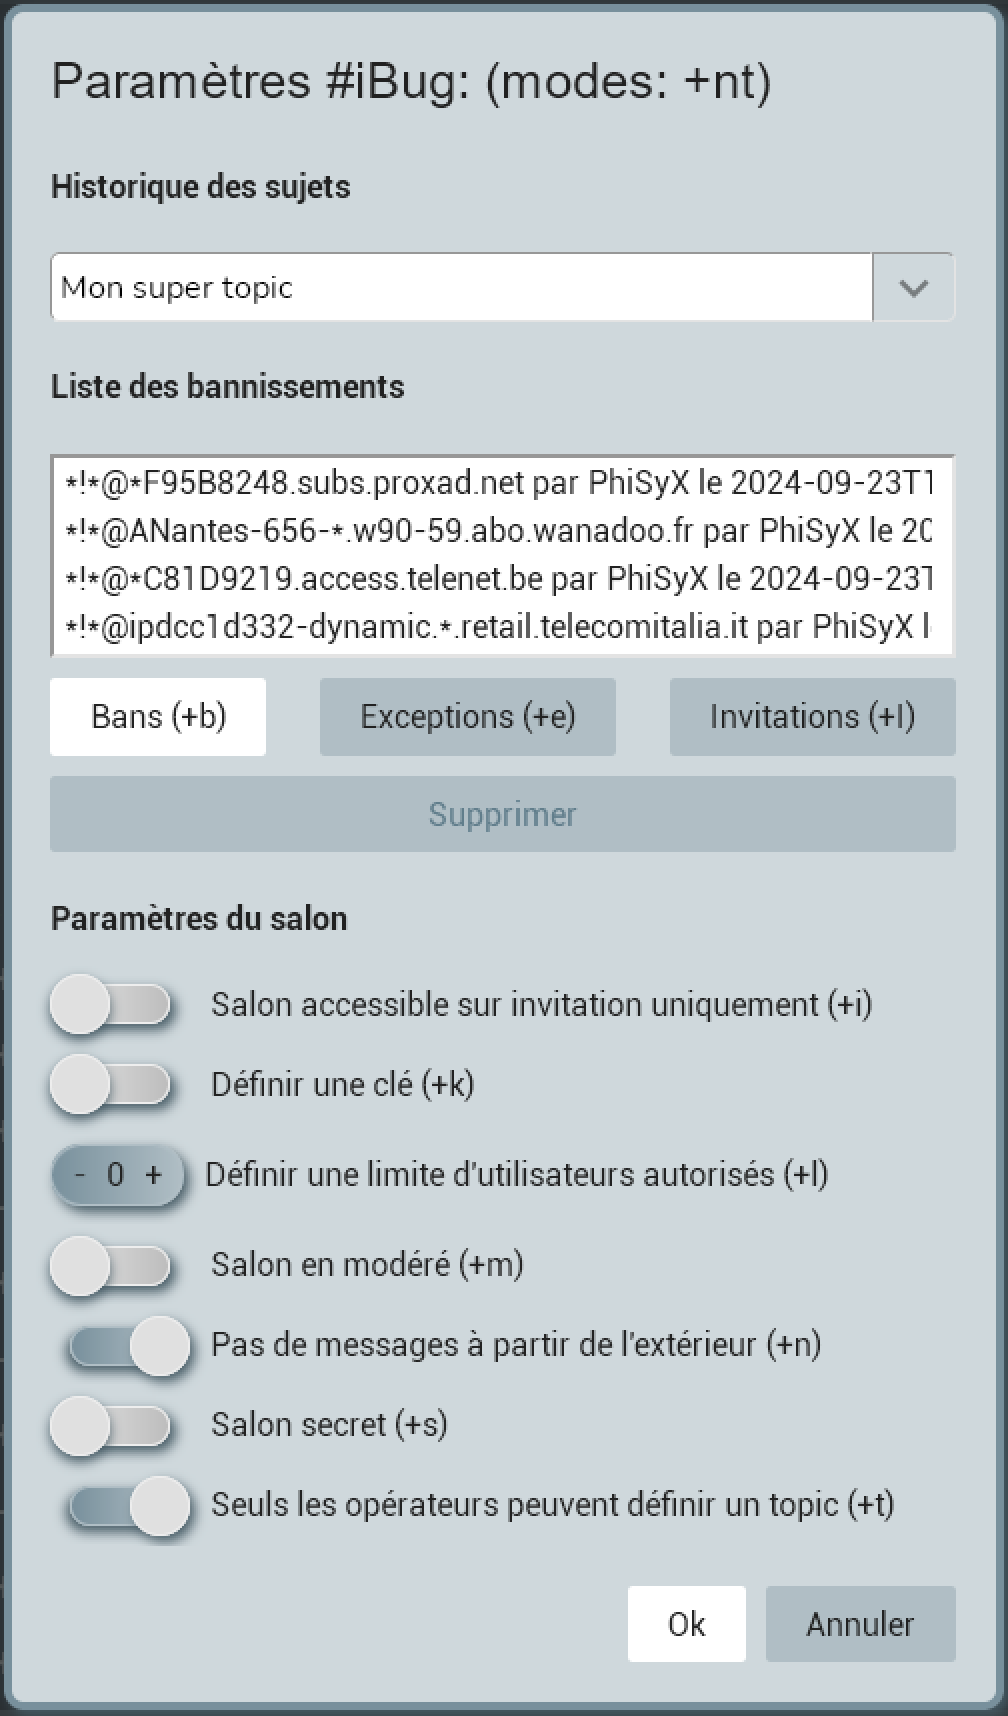 Paramètres #iBug: (modes: +nt)
Historique des sujets
Mon super topic
Liste des bannissements
*!*@*F95B8248.subs.proxad.net par PhiSyX le 2024-09-23T1
*!*@ANantes-656-*.w90-59.abo.wanadoo.fr par PhiSyX le 20
*!*@*C81D9219.access.telenet.be par PhiSyX le 2024-09-23T
*!*@ipdcc1d332-dynamic.*.retail.telecomitalia.it par PhiSyX l
Bans (+b) Exceptions (+e) Invitations (+I)
Supprimer
Paramètres du salon
Salon accessible sur invitation uniquement (+i)
Définir une clé (+k)
- 0 + Définir une limite d'utilisateurs autorisés (+l)
Salon en modéré (+m)
Pas de messages à partir de l'extérieur (+n)
Salon secret (+s)
Seuls les opérateurs peuvent définir un topic (+t)
Ok Annuler